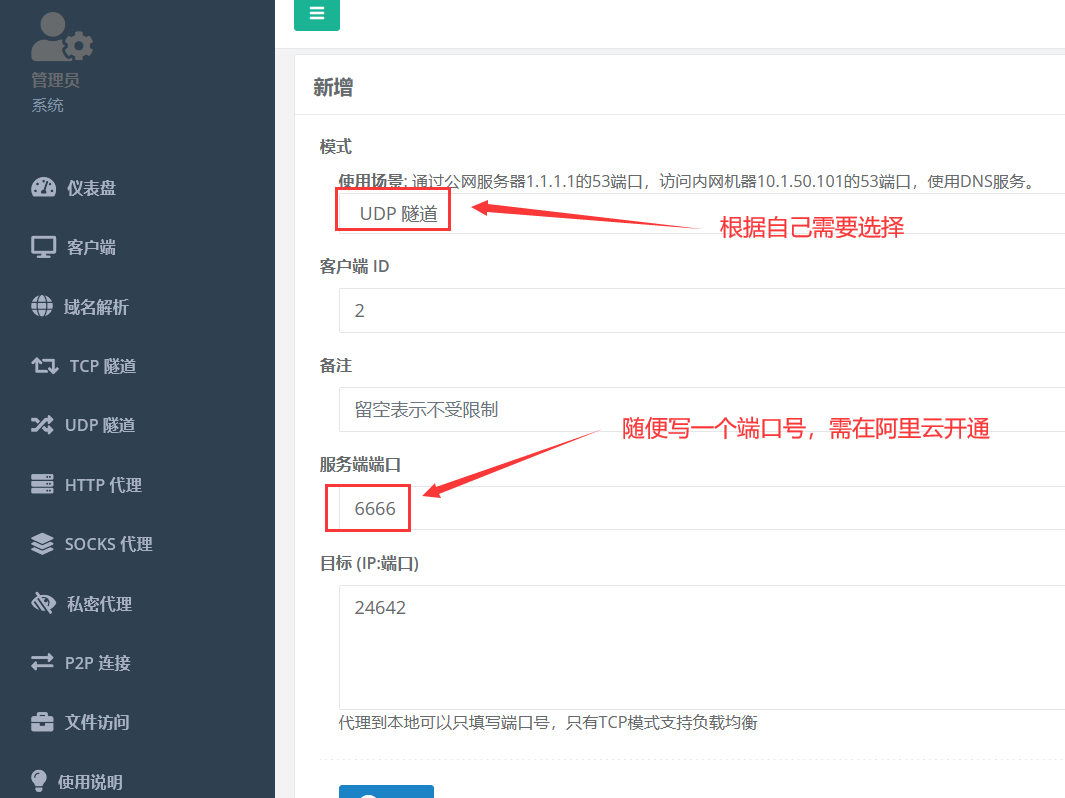 管理员
系统
仪表盘
客户端
域名解析
TCP 隧道
UDP 隧道
HTTP 代理
SOCKS 代理
私密代理
P2P 连接
文件访问
使用说明
新增
模式
使用场景: 通过公网服务器1.1.1.1的53端口，访问内网机器10.1.50.101的53端口，使用DNS服务。
UDP 隧道
根据自己需要选择
客户端 ID
2
备注
留空表示不受限制
随便写一个端口号，需在阿里云开通
服务端端口
6666
目标 (IP:端口)
24642
代理到本地可以只填写端口号，只有TCP模式支持负载均衡